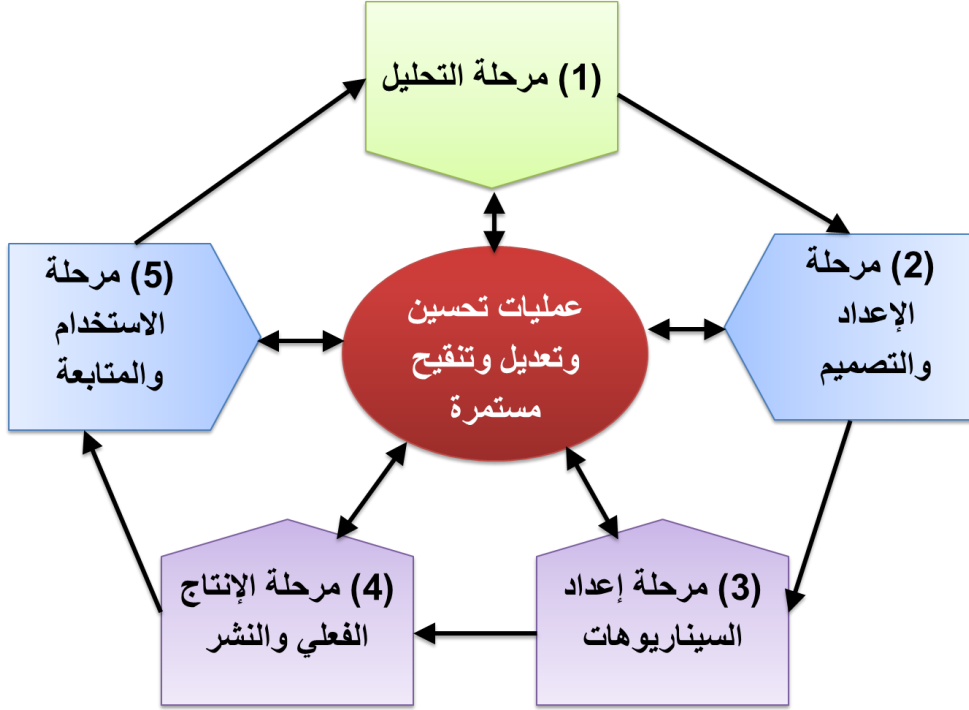 (1) مرحلة التحليل
(2) مرحلة
الإعداد
والتصميم
(3) مرحلة إعداد
السيناريوهات
(4) مرحلة الإنتاج
الفعلي والنشر
(5) مرحلة
الاستخدام
والمتابعة
عمليات تحسين
وتعديل وتنقيح
مستمرة